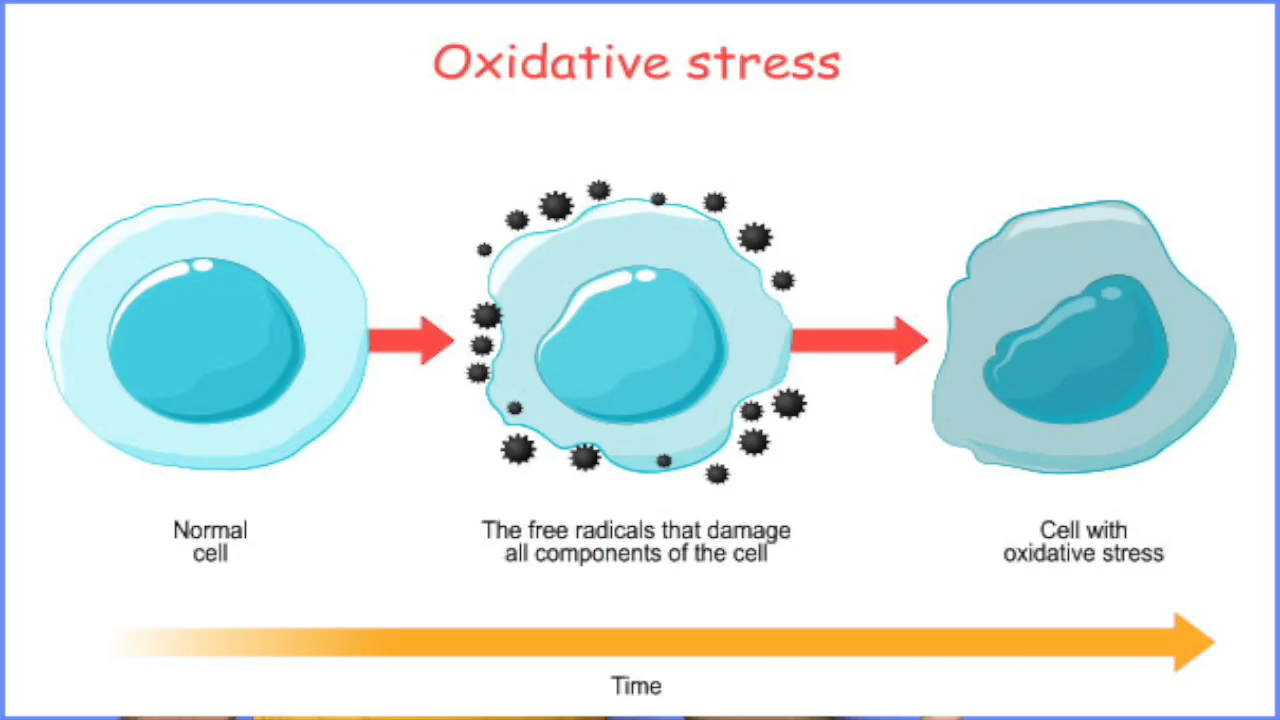 Oxidative stress
Normal
cell
The free radicals that damage
all components of the cell
Cell with
oxidative stress
Time